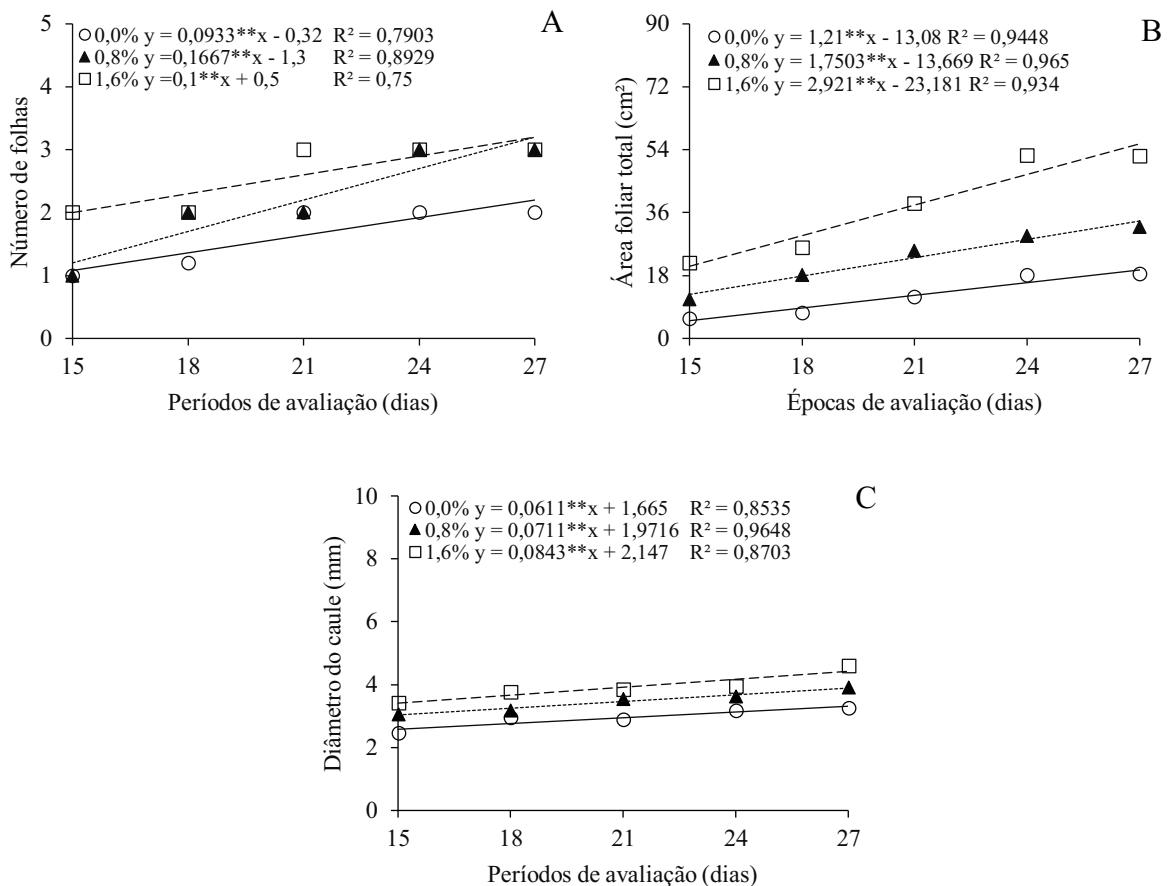 A
0,0% y = 0,0933**x - 0,32 R² = 0,7903
0,8% y =0,1667**x - 1,3 R² = 0,8929
1,6% y = 0,1**x + 0,5 R² = 0,75
Número de folhas
5
4
3
2
1
0
15 18 21 24 27
Períodos de avaliação (dias)
B
0,0% y = 1,21**x - 13,08 R² = 0,9448
0,8% y = 1,7503**x - 13,669 R² = 0,965
1,6% y = 2,921**x - 23,181 R² = 0,934
Área foliar total (cm²)
90
72
54
36
18
0
15 18 21 24 27
Épocas de avaliação (dias)
C
0,0% y = 0,0611**x + 1,665 R² = 0,8535
0,8% y = 0,0711**x + 1,9716 R² = 0,9648
1,6% y = 0,0843**x + 2,147 R² = 0,8703
Diâmetro do caule (mm)
10
8
6
4
2
0
15 18 21 24 27
Períodos de avaliação (dias)